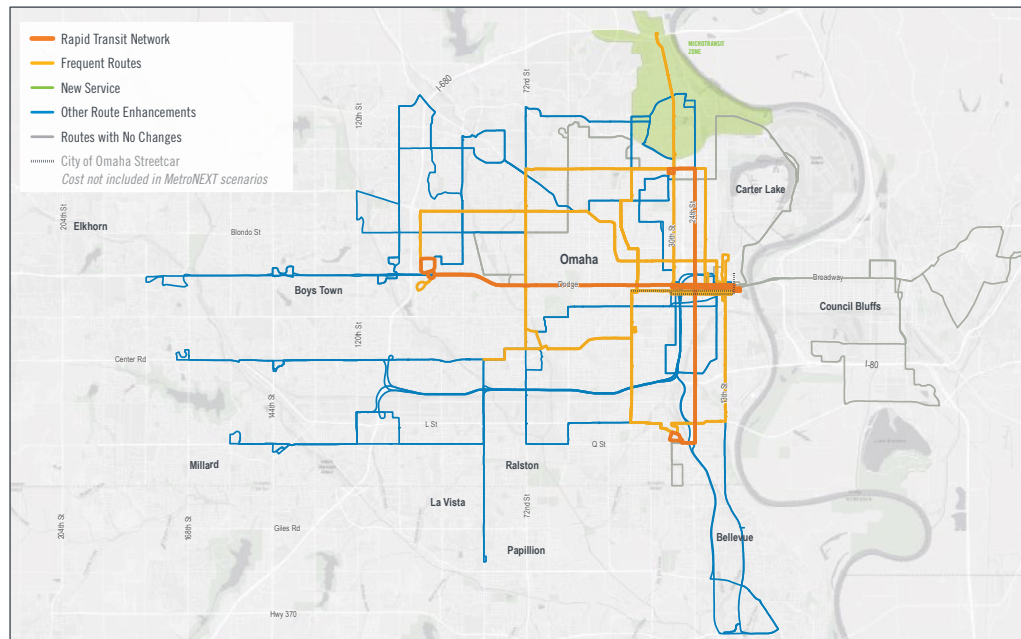 Rapid Transit Network
Frequent Routes
New Service
Other Route Enhancements
Routes with No Changes
City of Omaha Streetcar
Cost not included in MetroNEXT scenarios
MICROTRANSIT
ZONE
I-680
72nd St
120th St
Carter Lake
204th St
Elkhorn
Blondo St
30th St
24th St
Omaha
Boys Town
Dodge
Broadway
Council Bluffs
120th St
Center Rd
I-80
144th St
13th St
L St
Q St
Millard
Ralston
La Vista
72nd St
204th St
168th St
Giles Rd
Papillion
Bellevue
Hwy 370